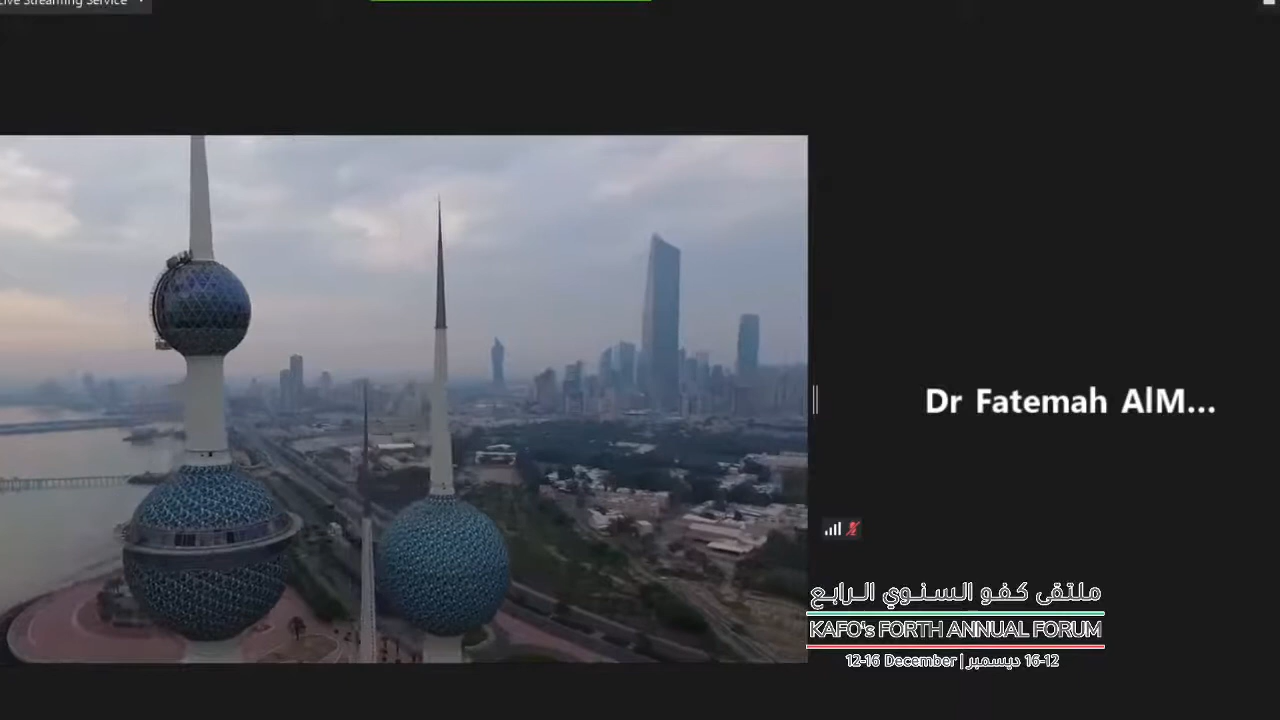 Live Streaming Service
Dr Fatemah AlM...
ملتقى كفو السنوي الرابع
KAFO's FORTH ANNUAL FORUM
12-16 December | 16-12 ديسمبر